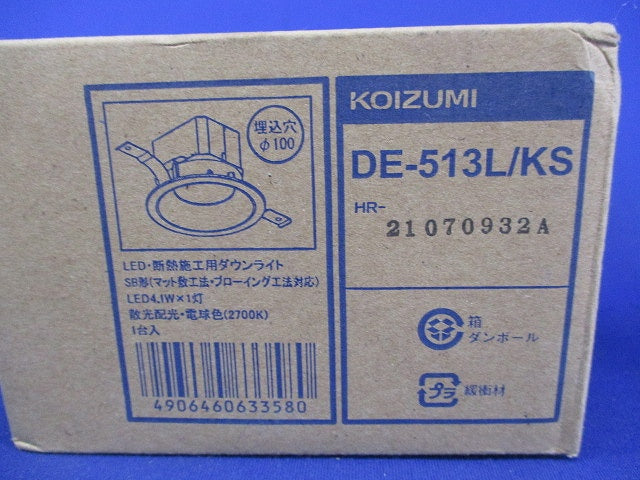 埋込穴
φ100
LED・断熱施工用ダウンライト
SB形(マット敷工法・ブローイング工法対応)
LED4.1W×1灯
散光配光・電球色(2700K)
1台入
4906460633580
KOIZUMI
DE-513L/KS
HR-
21070932A
箱
ダンボール
プラ
緩衝材